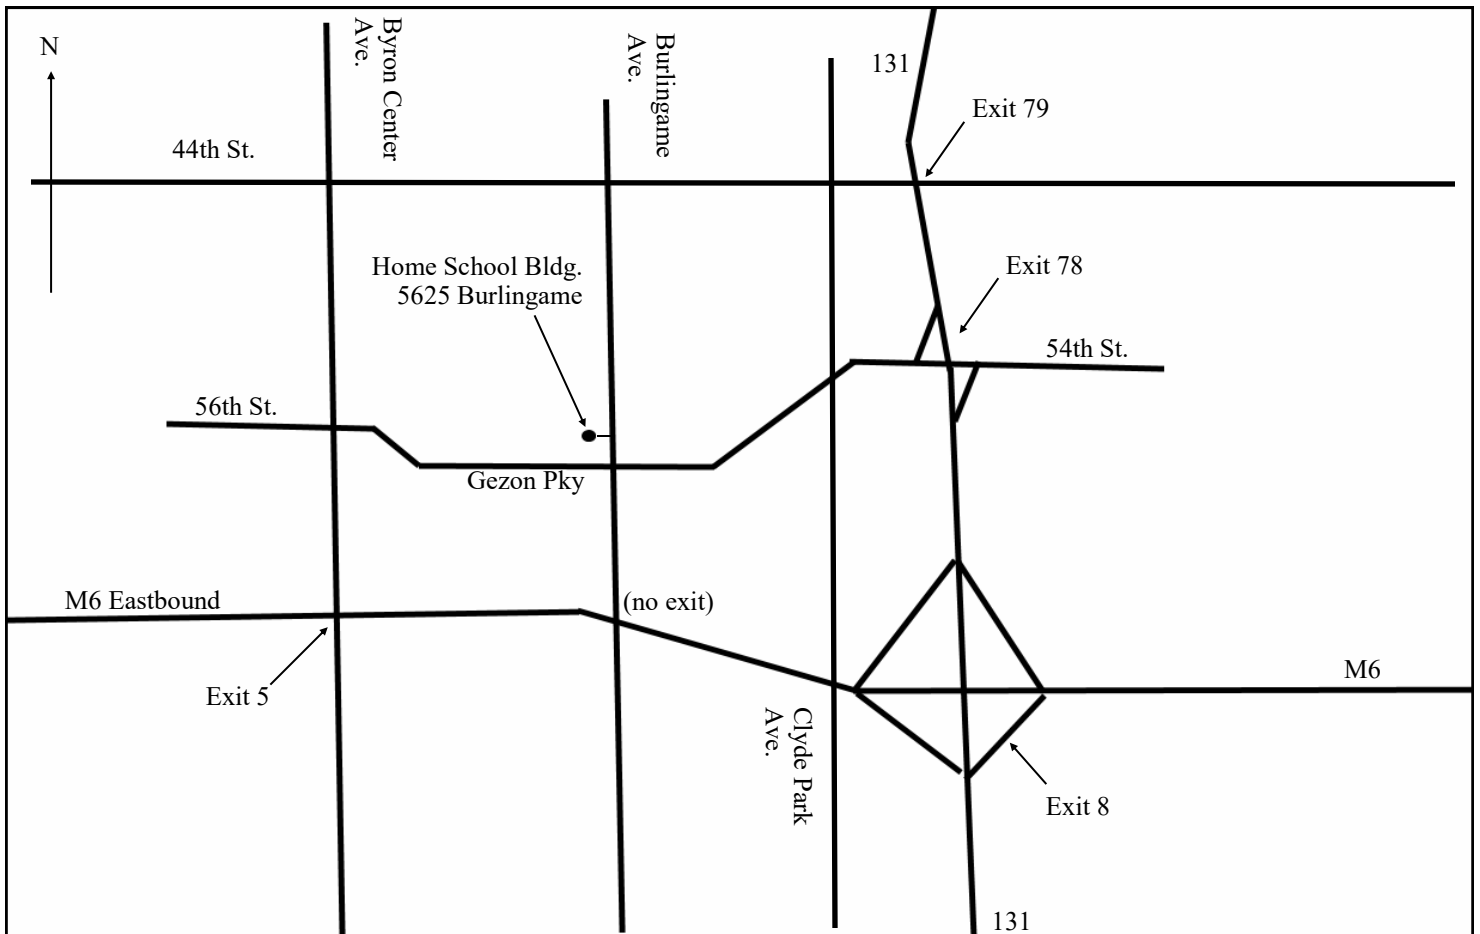 N
Byron Center
Ave.
Burlingame
Ave.
131
Exit 79
44th St.
Home School Bldg.
5625 Burlingame
Exit 78
54th St.
56th St.
Gezon Pky
M6 Eastbound
(no exit)
Exit 5
M6
Clyde Park
Ave.
Exit 8
131